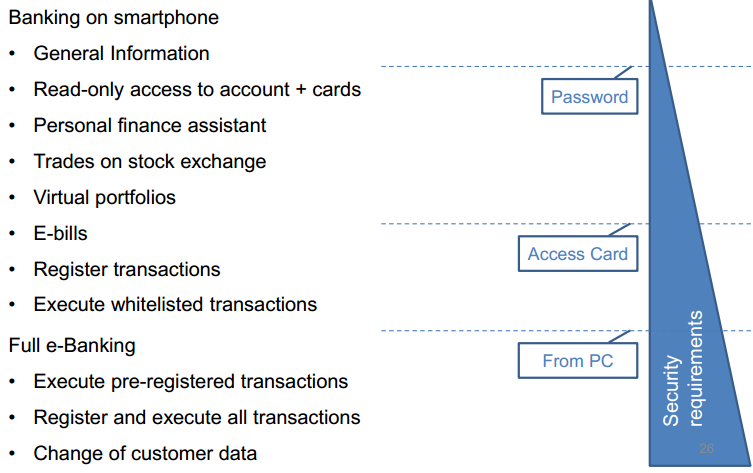 Banking on smartphone
• General Information
• Read-only access to account + cards
• Personal finance assistant
• Trades on stock exchange
• Virtual portfolios
• E-bills
• Register transactions
• Execute whitelisted transactions
Full e-Banking
• Execute pre-registered transactions
• Register and execute all transactions
• Change of customer data
Password
Access Card
From PC
Security
requirements
26